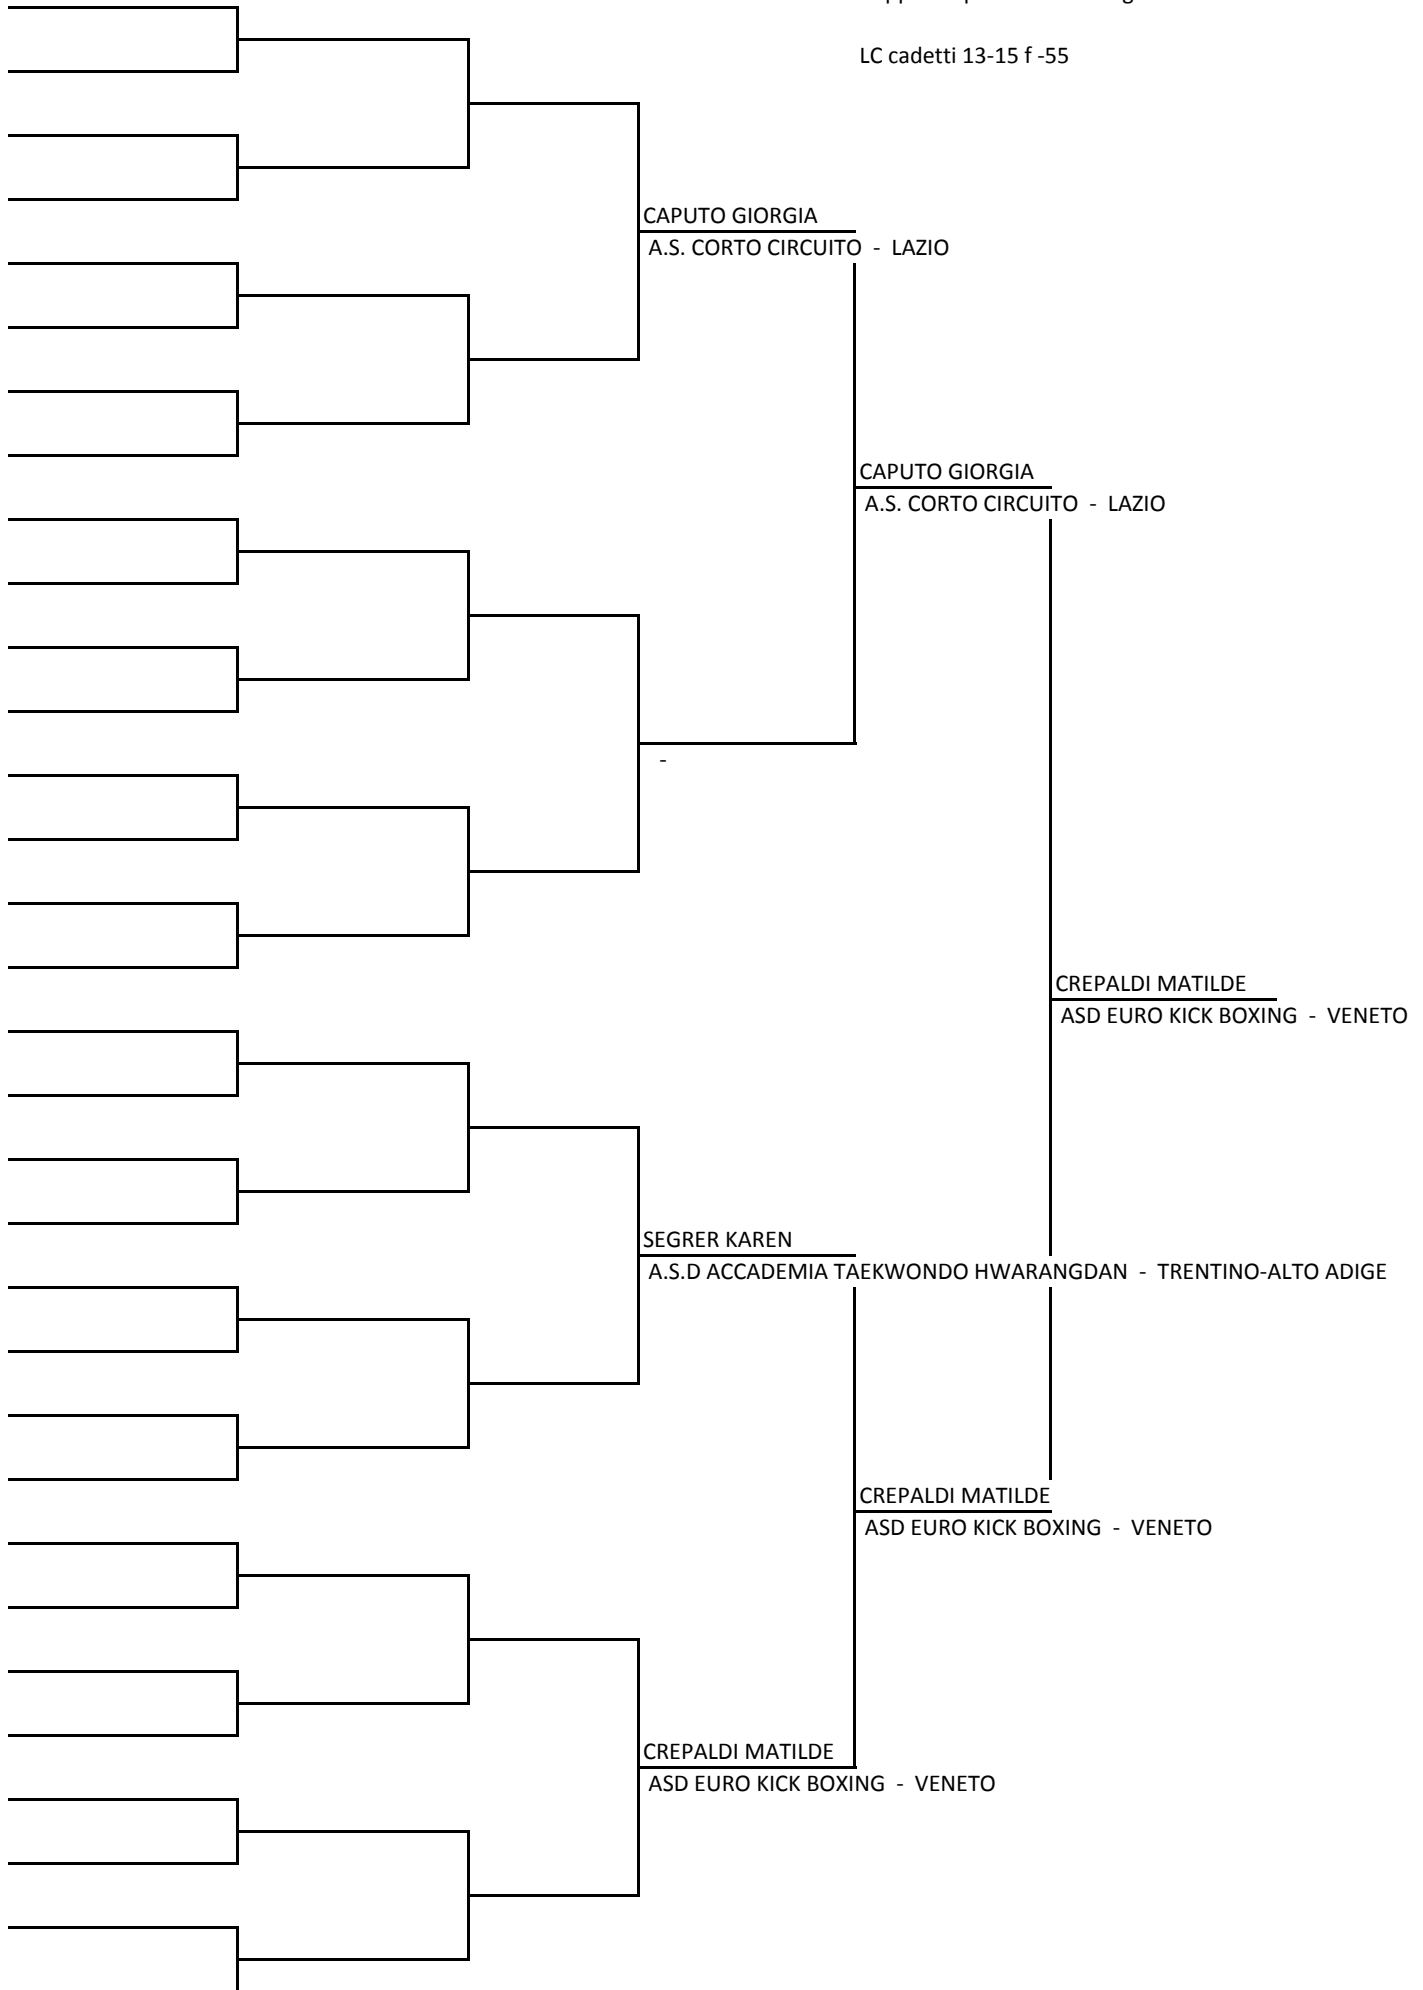 LC cadetti 13-15 f -55
CAPUTO GIORGIA
A.S. CORTO CIRCUITO - LAZIO
CAPUTO GIORGIA
A.S. CORTO CIRCUITO - LAZIO
-
CREPALDI MATILDE
ASD EURO KICK BOXING - VENETO
SEGRER KAREN
A.S.D ACCADEMIA TAEKWONDO HWARANGDAN - TRENTINO-ALTO ADIGE
CREPALDI MATILDE
ASD EURO KICK BOXING - VENETO
CREPALDI MATILDE
ASD EURO KICK BOXING - VENETO